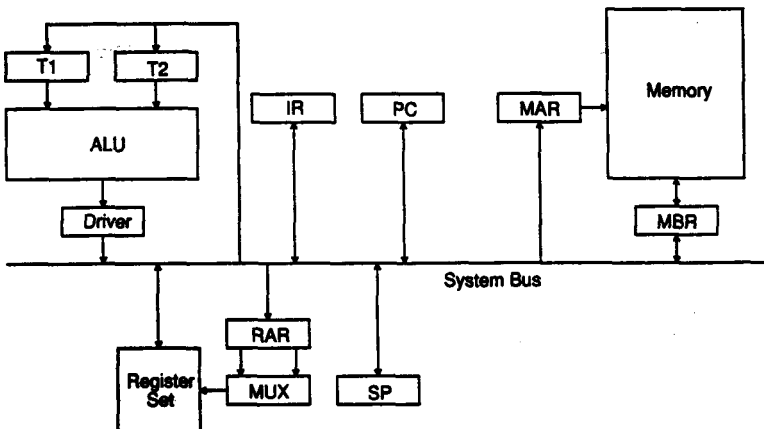 T1
T2
ALU
Driver
IR
PC
MAR
Memory
MBR
System Bus
RAR
MUX
Register
Set
SP